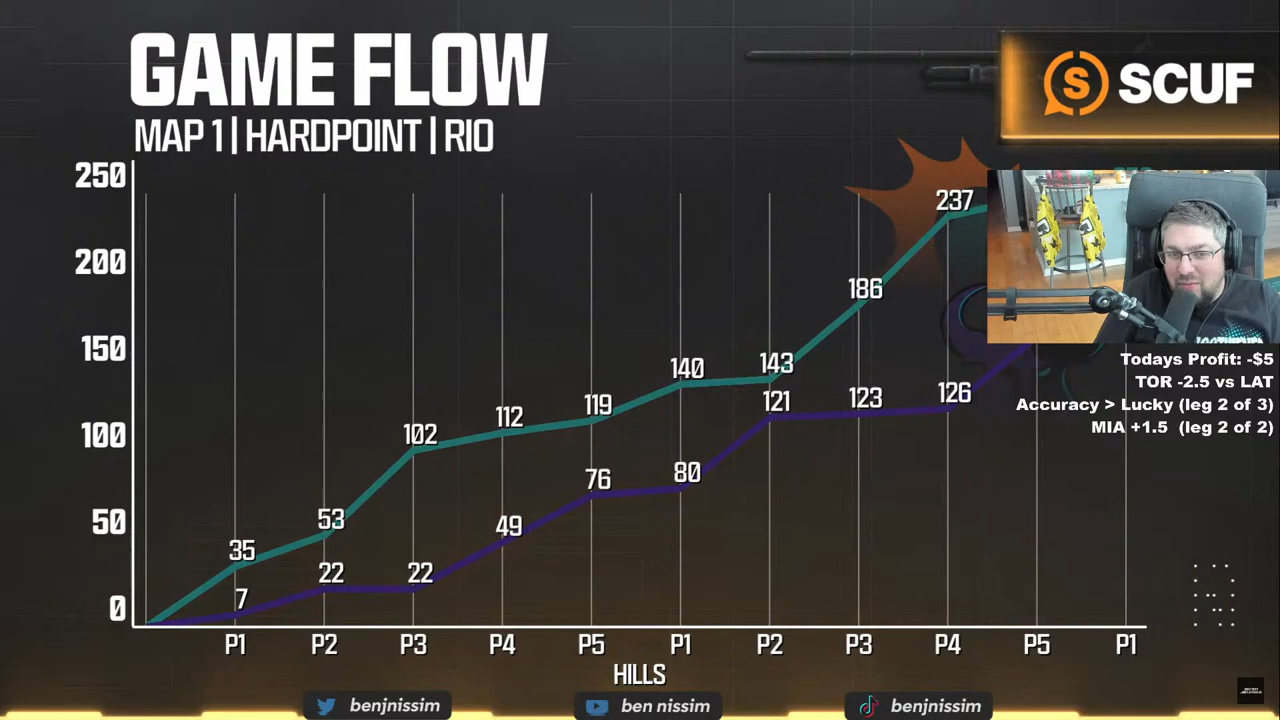 GAME FLOW
MAP 1 | HARDPOINT | RIO
S SCUF
250
200
150
100
50
0
35
53
102
112
119
140
143
186
237
7
22
22
49
76
80
121
123
126
P1 P2 P3 P4 P5 P1 P2 P3 P4 P5 P1
HILLS
Todays Profit: -$5
TOR -2.5 vs LAT
Accuracy > Lucky (leg 2 of 3)
MIA +1.5 (leg 2 of 2)
benjnissim
ben nissim
benjnissim